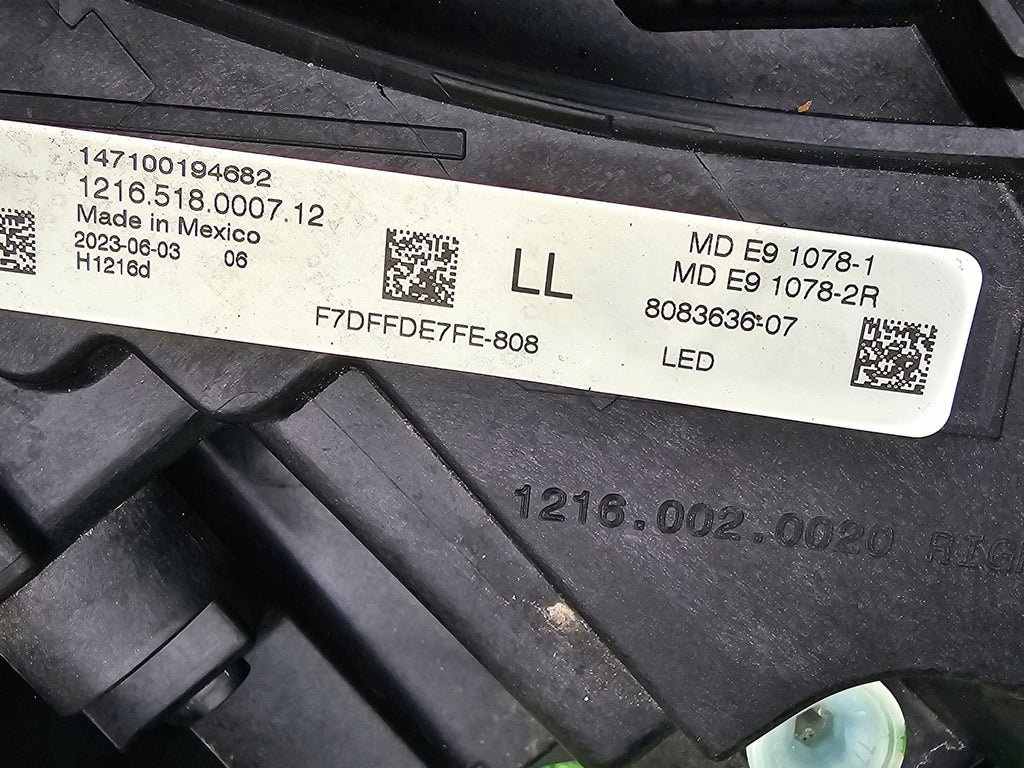 147100194682
1216.518.0007.12
Made in Mexico
2023-06-03 06
H1216d
F7DFFDE7FE-808
LL
MD E9 1078-1
MD E9 1078-2R
8083636-07
LED
1216.002.0020